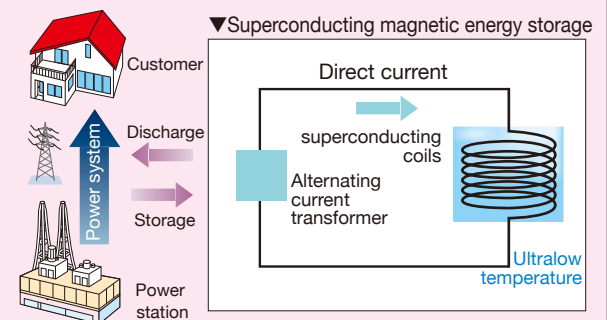 ▼Superconducting magnetic energy storage
Customer
Direct current
Discharge
superconducting
coils
Power system
Alternating
current
transformer
Storage
Ultralow
temperature
Power
station